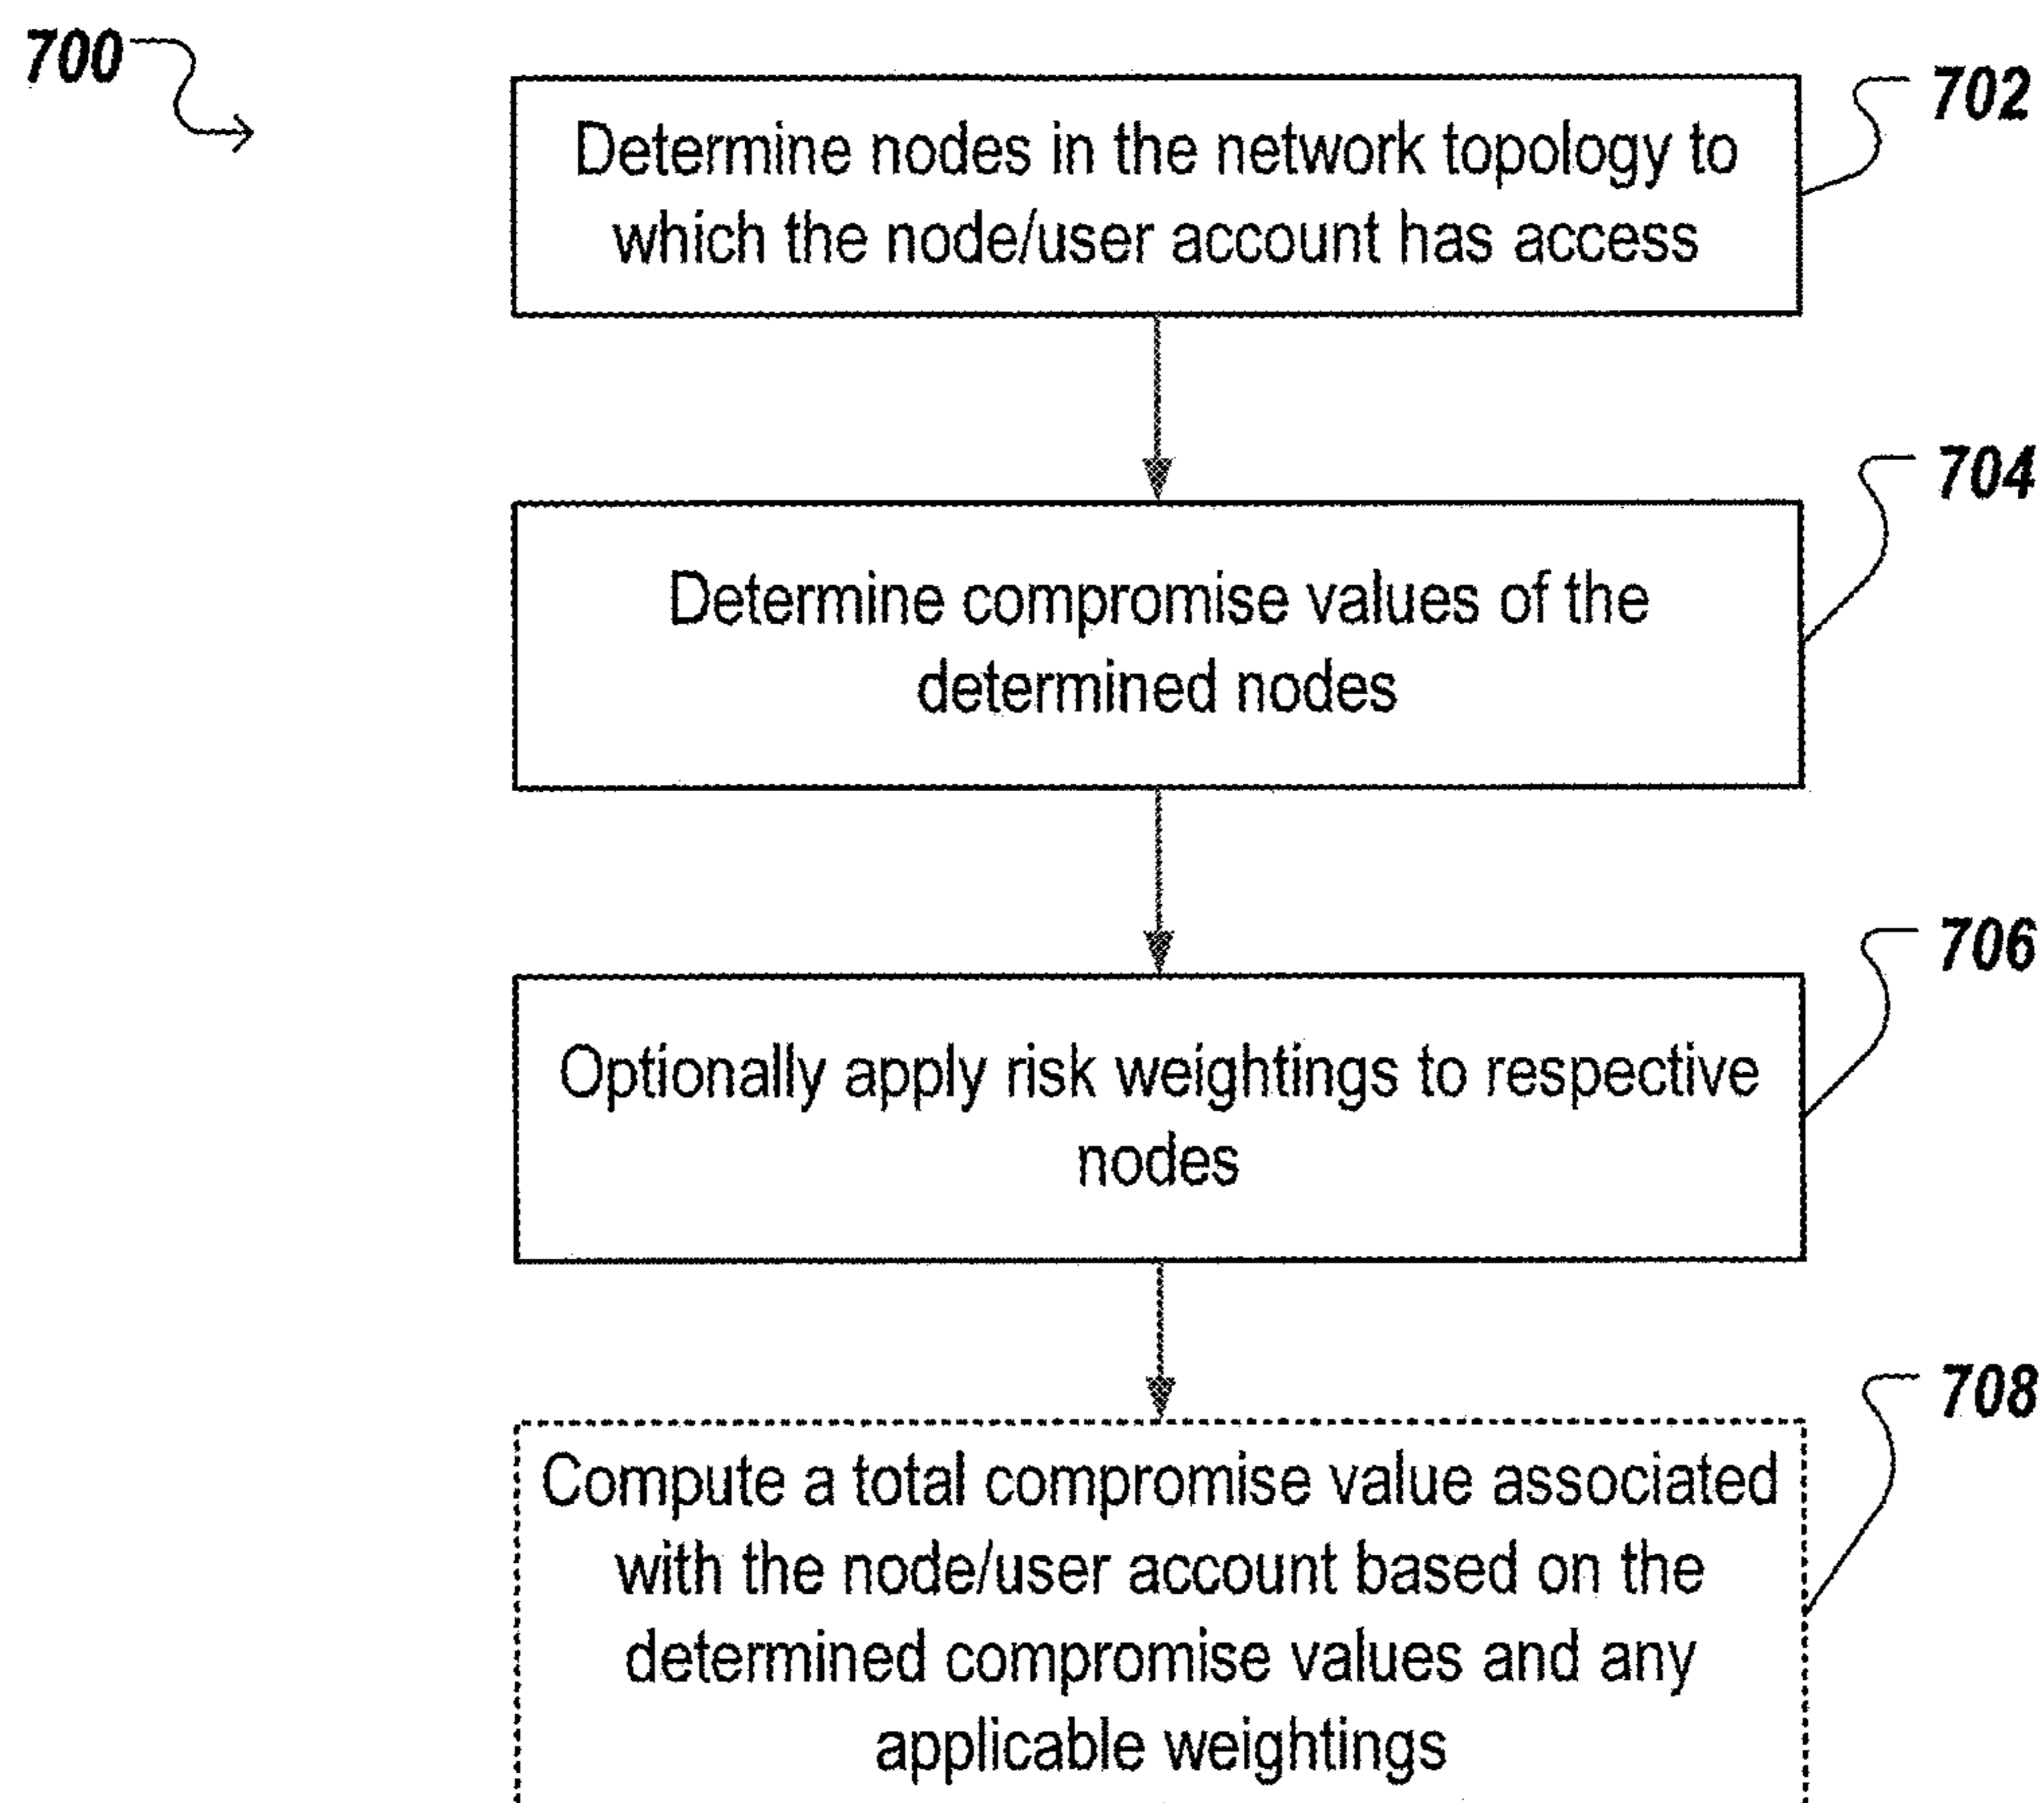 700
702
Determine nodes in the network topology to
which the node/user account has access
704
Determine compromise values of the
determined nodes
706
Optionally apply risk weightings to respective
nodes
708
Compute a total compromise value associated
with the node/user account based on the
determined compromise values and any
applicable weightings